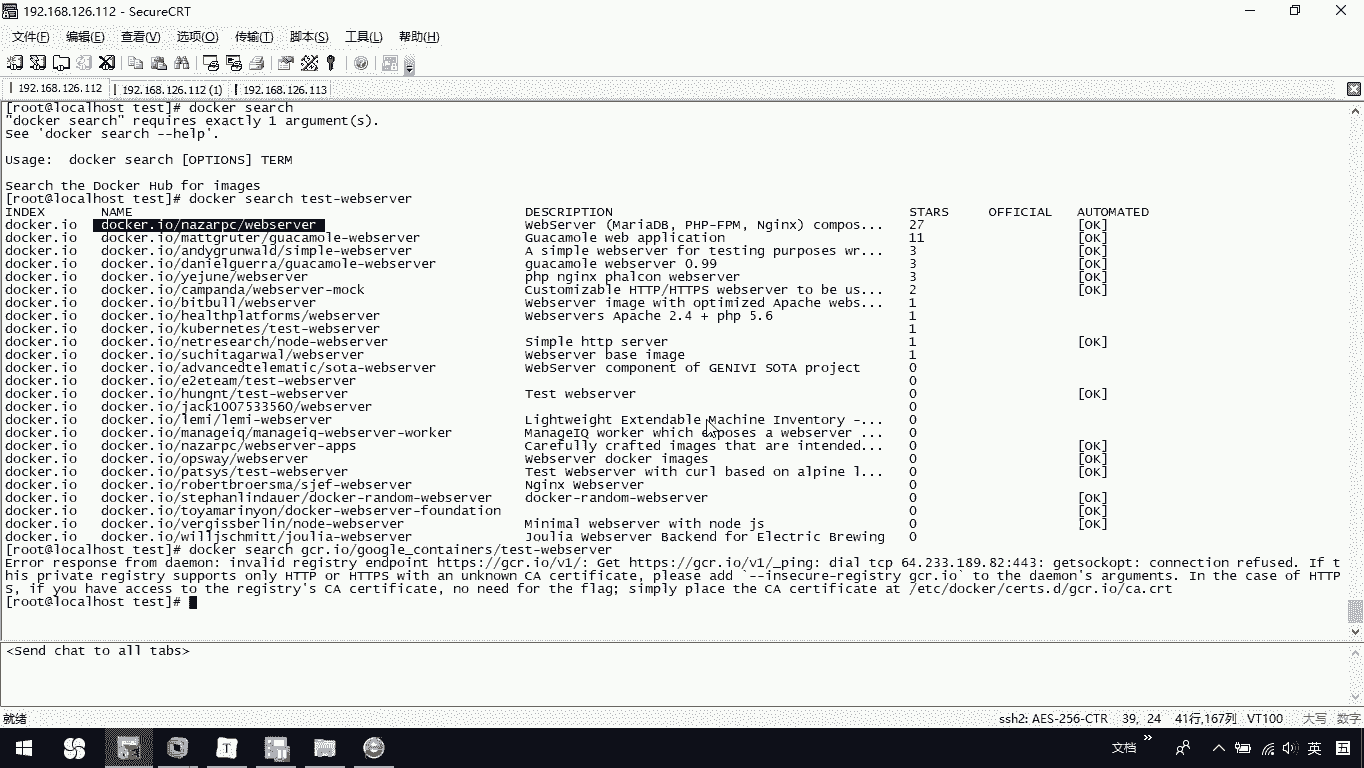 192.168.126.112 - SecureCRT
文件(F) 编辑(E) 查看(V) 选项(O) 传输(T) 脚本(S) 工具(L) 帮助(H)
192.168.126.112 192.168.126.112 (1) 192.168.126.113
[root@localhost test]# docker search
"docker search" requires exactly 1 argument(s).
See 'docker search --help'.
Usage:  docker search [OPTIONS] TERM
Search the Docker Hub for images
[root@localhost test]# docker search test-webserver
INDEX NAME DESCRIPTION STARS OFFICIAL AUTOMATED
docker.io docker.io/nazarpc/webserver WebServer (MariaDB, PHP-FPM, Nginx) compos... 27 [OK]
docker.io docker.io/mattgruter/guacamole-webserver Guacamole web application 11 [OK]
docker.io docker.io/andygrunwald/simple-webserver A simple webserver for testing purposes wr... 3 [OK]
docker.io docker.io/danielguerra/guacamole-webserver guacamole webserver 0.99 3 [OK]
docker.io docker.io/yejune/webserver php nginx phalcon webserver 3 [OK]
docker.io docker.io/campanda/webserver-mock Customizable HTTP/HTTPS webserver to be us... 2 [OK]
docker.io docker.io/bitbull/webserver Webserver image with optimized Apache webs... 1
docker.io docker.io/healthplatforms/webserver Webservers Apache 2.4 + php 5.6 1
docker.io docker.io/kubernetes/test-webserver 1
docker.io docker.io/netresearch/node-webserver Simple http server 1 [OK]
docker.io docker.io/suchitagarwal/webserver Webserver base image 1
docker.io docker.io/advancedtelematic/sota-webserver WebServer component of GENIVI SOTA project 0
docker.io docker.io/e2eteam/test-webserver 0
docker.io docker.io/hungnt/test-webserver Test webserver 0 [OK]
docker.io docker.io/jack1007533560/webserver 0
docker.io docker.io/lemi/lemi-webserver Lightweight Extendable Machine Inventory -... 0
docker.io docker.io/manageiq/manageiq-webserver-worker ManageIQ worker which exposes a webserver ... 0
docker.io docker.io/nazarpc/webserver-apps Carefully crafted images that are intended... 0 [OK]
docker.io docker.io/opsway/webserver Webserver docker images 0 [OK]
docker.io docker.io/patsys/test-webserver Test Webserver with curl based on alpine l... 0 [OK]
docker.io docker.io/robertbroersma/sjef-webserver Nginx Webserver 0
docker.io docker.io/stephanlindauer/docker-random-webserver docker-random-webserver 0 [OK]
docker.io docker.io/toyamarinyon/docker-webserver-foundation 0 [OK]
docker.io docker.io/vergissberlin/node-webserver Minimal webserver with node js 0 [OK]
docker.io docker.io/willjschmitt/joulia-webserver Joulia Webserver Backend for Electric Brewing 0
[root@localhost test]# docker search gcr.io/google_containers/test-webserver
Error response from daemon: invalid registry endpoint https://gcr.io/v1/: Get https://gcr.io/v1/_ping: dial tcp 64.233.189.82:443: getsockopt: connection refused. If t
his private registry supports only HTTP or HTTPS with an unknown CA certificate, please add `--insecure-registry gcr.io` to the daemon's arguments. In the case of HTTP
S, if you have access to the registry's CA certificate, no need for the flag; simply place the CA certificate at /etc/docker/certs.d/gcr.io/ca.crt
[root@localhost test]#
<Send chat to all tabs>
就绪 ssh2: AES-256-CTR 39, 24 41行,167列 VT100 大写 数字
T 文档 英 五